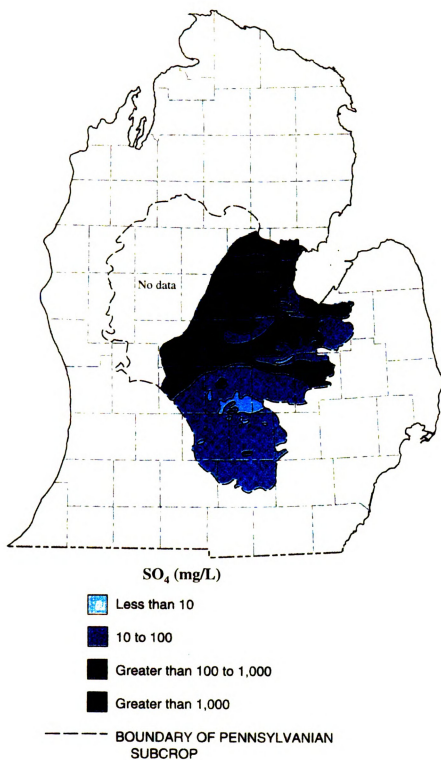 No data
SO₄ (mg/L)
Less than 10
10 to 100
Greater than 100 to 1,000
Greater than 1,000
BOUNDARY OF PENNSYLVANIAN
SUBCROP